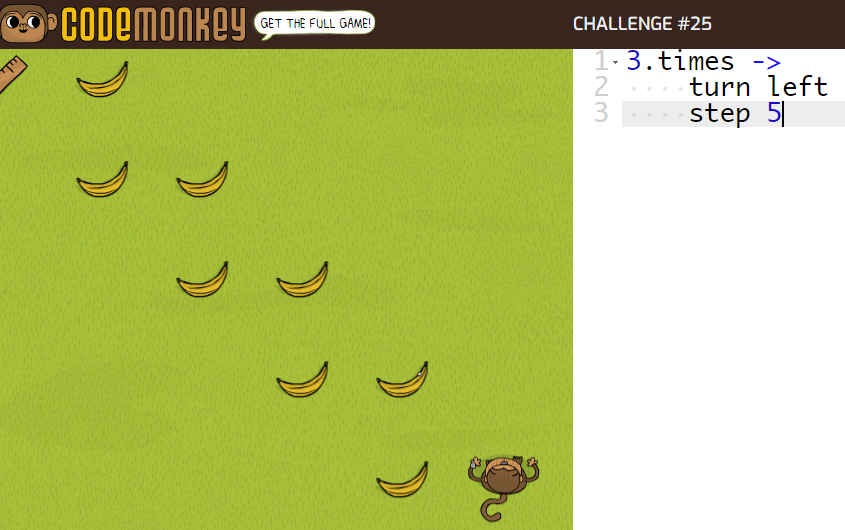 CODEMONKEY
GET THE FULL GAME!
CHALLENGE #25
1 3.times ->
2 turn left
3 step 5